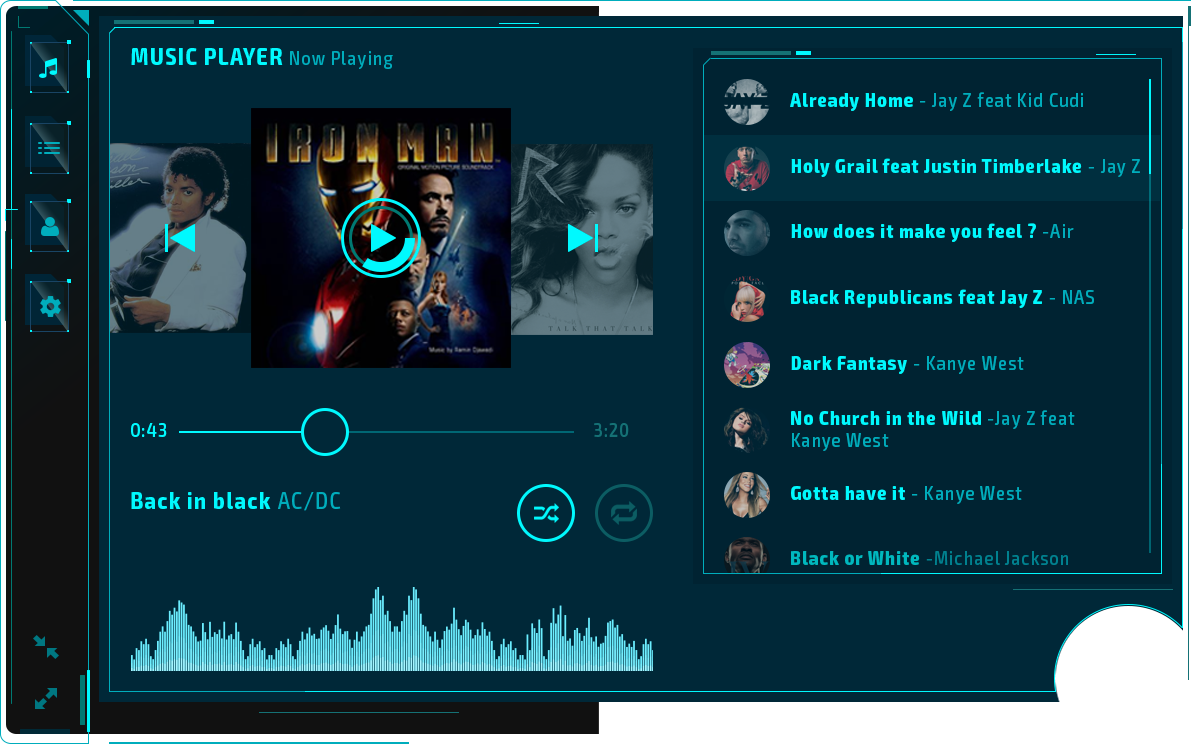 MUSIC PLAYER Now Playing
IRON MAN
ORIGINAL MOTION PICTURE SOUNDTRACK
Music by Ramin Djawadi
TALK THAT TALK
0:43
3:20
Back in black AC/DC
Already Home - Jay Z feat Kid Cudi
Holy Grail feat Justin Timberlake - Jay Z
How does it make you feel ? -Air
Black Republicans feat Jay Z - NAS
Dark Fantasy - Kanye West
No Church in the Wild -Jay Z feat
Kanye West
Gotta have it - Kanye West
Black or White -Michael Jackson